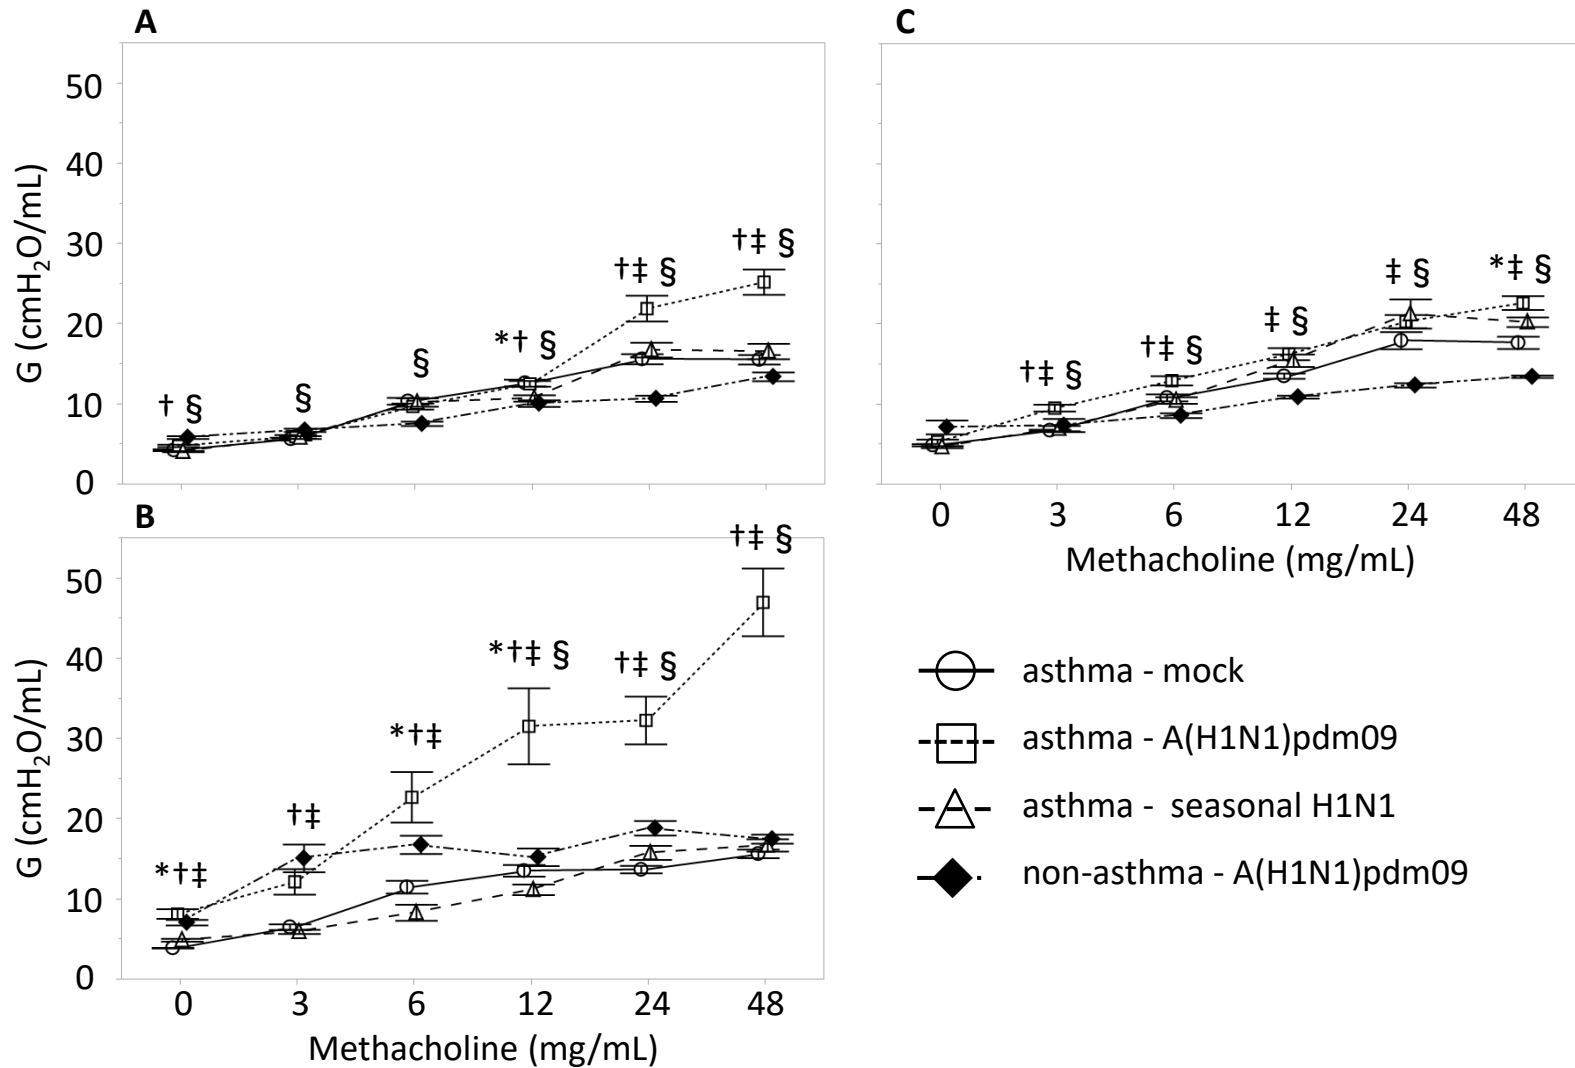 A
G (cmH₂O/mL)
50
40
30
20
10
0
† §
§
§
*† §
†‡ §
†‡ §
C
†‡ §
†‡ §
‡ §
‡ §
*‡ §
0 3 6 12 24 48
Methacholine (mg/mL)
B
G (cmH₂O/mL)
50
40
30
20
10
0
*†‡
†‡
*†‡
*†‡ §
†‡ §
†‡ §
0 3 6 12 24 48
Methacholine (mg/mL)
asthma - mock
asthma - A(H1N1)pdm09
asthma - seasonal H1N1
non-asthma - A(H1N1)pdm09